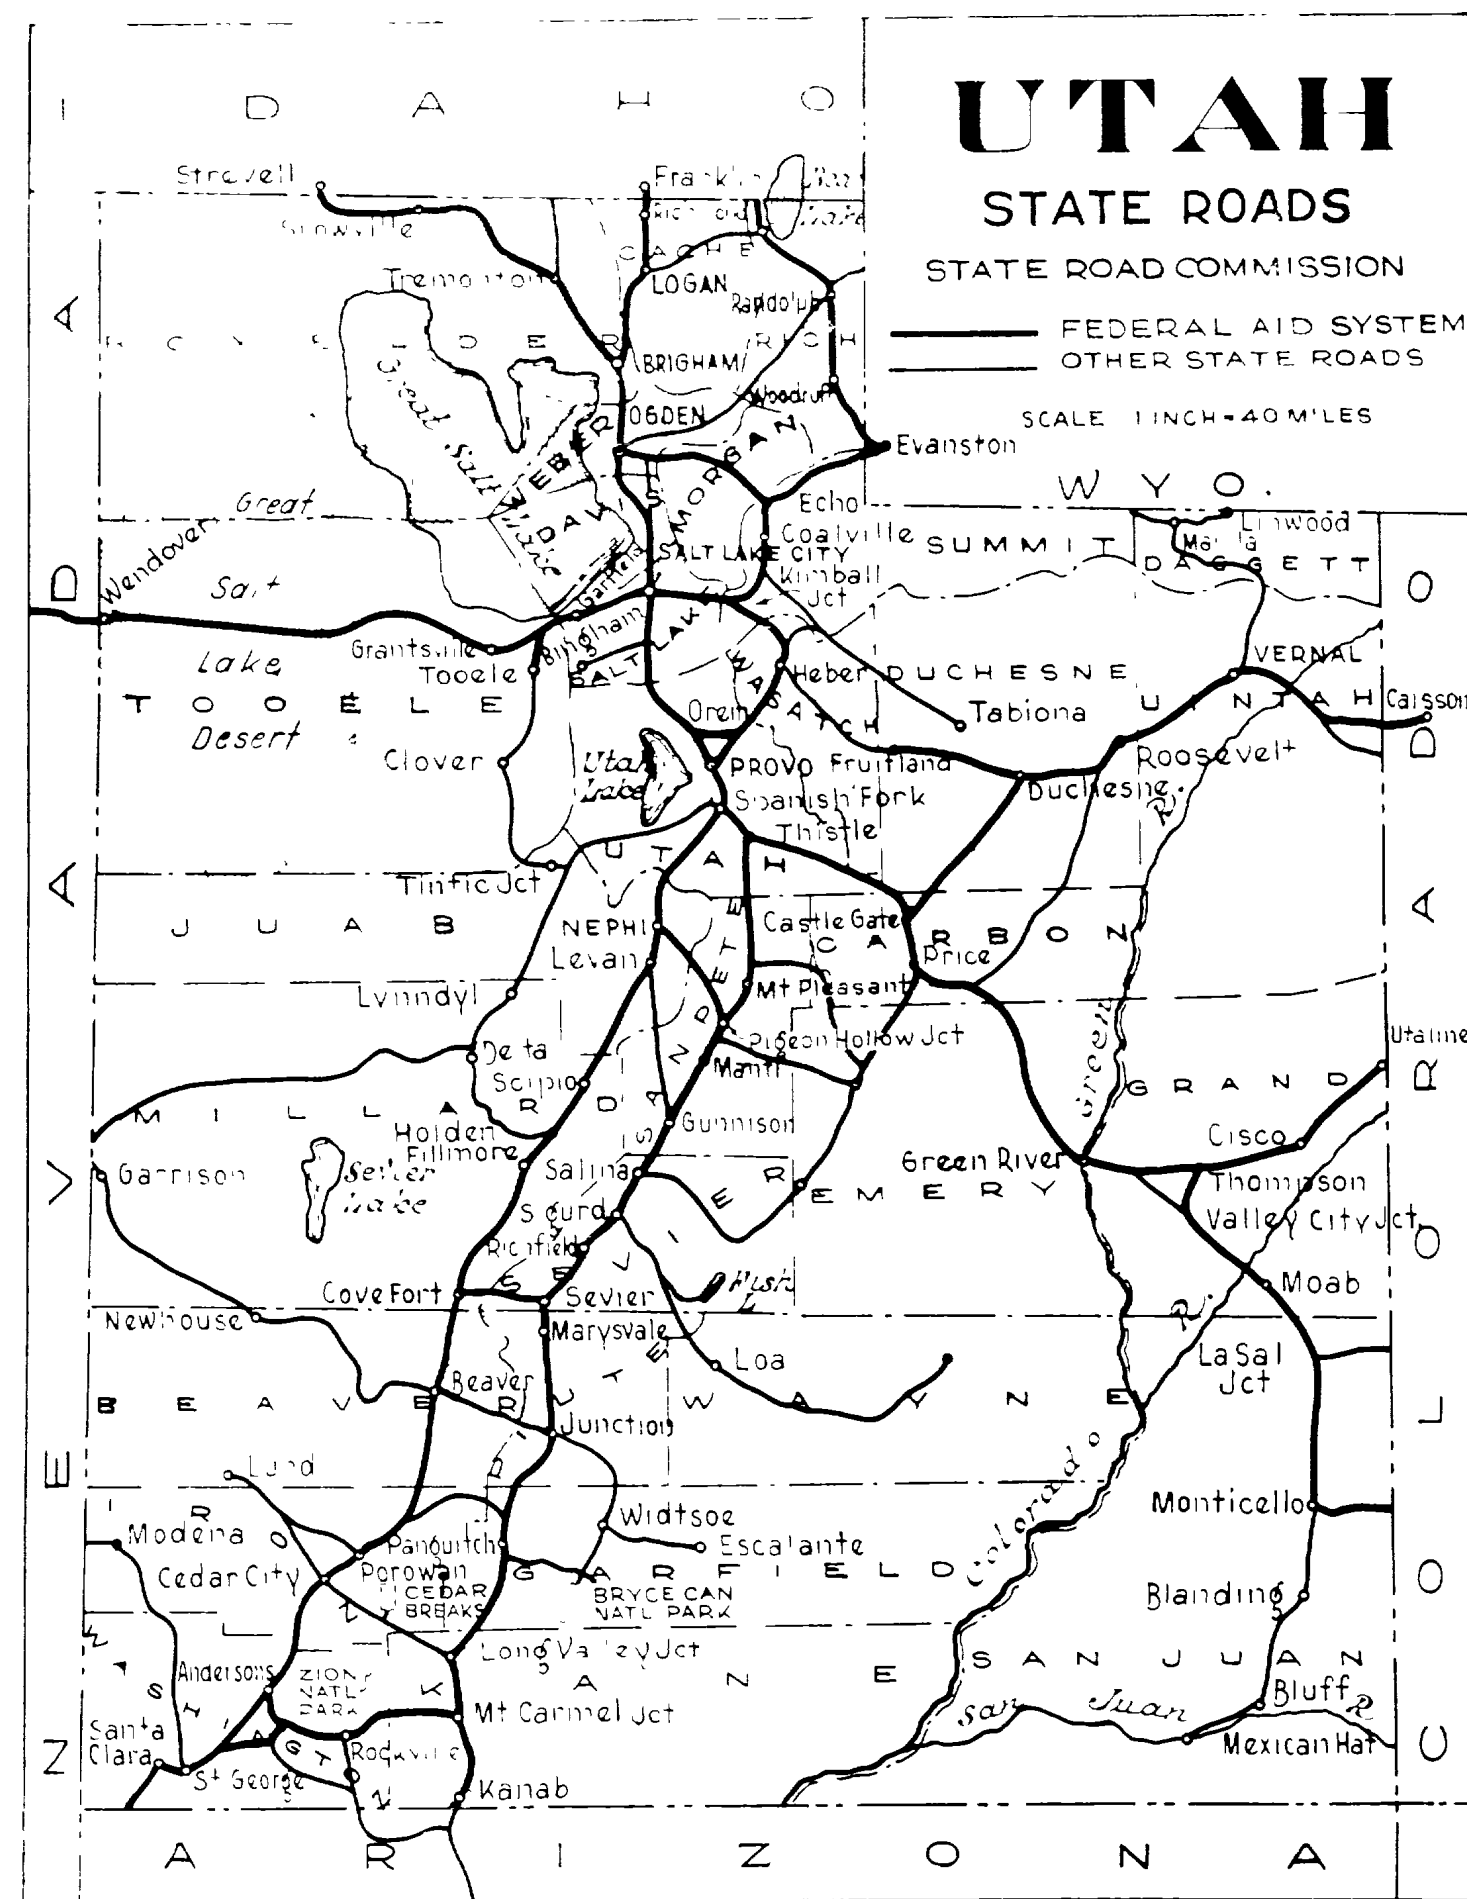 IDAHO
UTAH
STATE ROADS
STATE ROAD COMMISSION
FEDERAL AID SYSTEM
OTHER STATE ROADS
SCALE 1 INCH=40 MILES
Franklin
CACHE
Tremonton
LOGAN
Randolph
RICH
BRIGHAM
Woodruff
OGDEN
WEBER
MORGAN
Evanston
WYO.
Great Salt Lake
Echo
Coalville
SUMMIT
Linwood
DAGGETT
DAVIS
Great
Salt
Lake
Desert
Wendover
Garfield
SALT LAKE CITY
Kimball
Jct
Grantsville
Bingham
SALT LAKE
Tooele
TOOELE
Heber
WASATCH
DUCHESNE
VERNAL
UINTAH
Tabiona
Orem
Clover
Utah
Lake
PROVO
Fruitland
Roosevelt
Duchesne
Spanish Fork
Thistle
UTAH
Tintic Jct
JUAB
NEPHI
Castle Gate
CARBON
Levan
Price
Lynndyl
Mt Pleasant
SANPETE
Pigeon Hollow Jct
Green R.
Utaline
Scipio
Manti
GRAND
MILLARD
Holden
Gunnison
Fillmore
Cisco
Garrison
Sevier
Lake
Salina
Green River
EMERY
Thompson
Valley City Jct
Richfield
SEVIER
Cove Fort
Sevier
Fish
L
Moab
Newhouse
Marysvale
Loa
La Sal
Jct
Beaver
BEAVER
WAYNE
Junction
Lund
PIUTE
Colorado R.
IRON
Monticello
Modena
Widtsoe
Panguitch
Escalante
Cedar City
Parowan
GARFIELD
CEDAR
BREAKS
BRYCE CAN
NATL PARK
Blanding
Long Valley Jct
SAN JUAN
Andersons
ZION
NATL
PARK
KANE
Mt Carmel Jct
San Juan R
Bluff
Santa
Clara
WASHINGTON
Rockville
Mexican Hat
St George
Kanab
NEVADA
COLORADO
ARIZONA